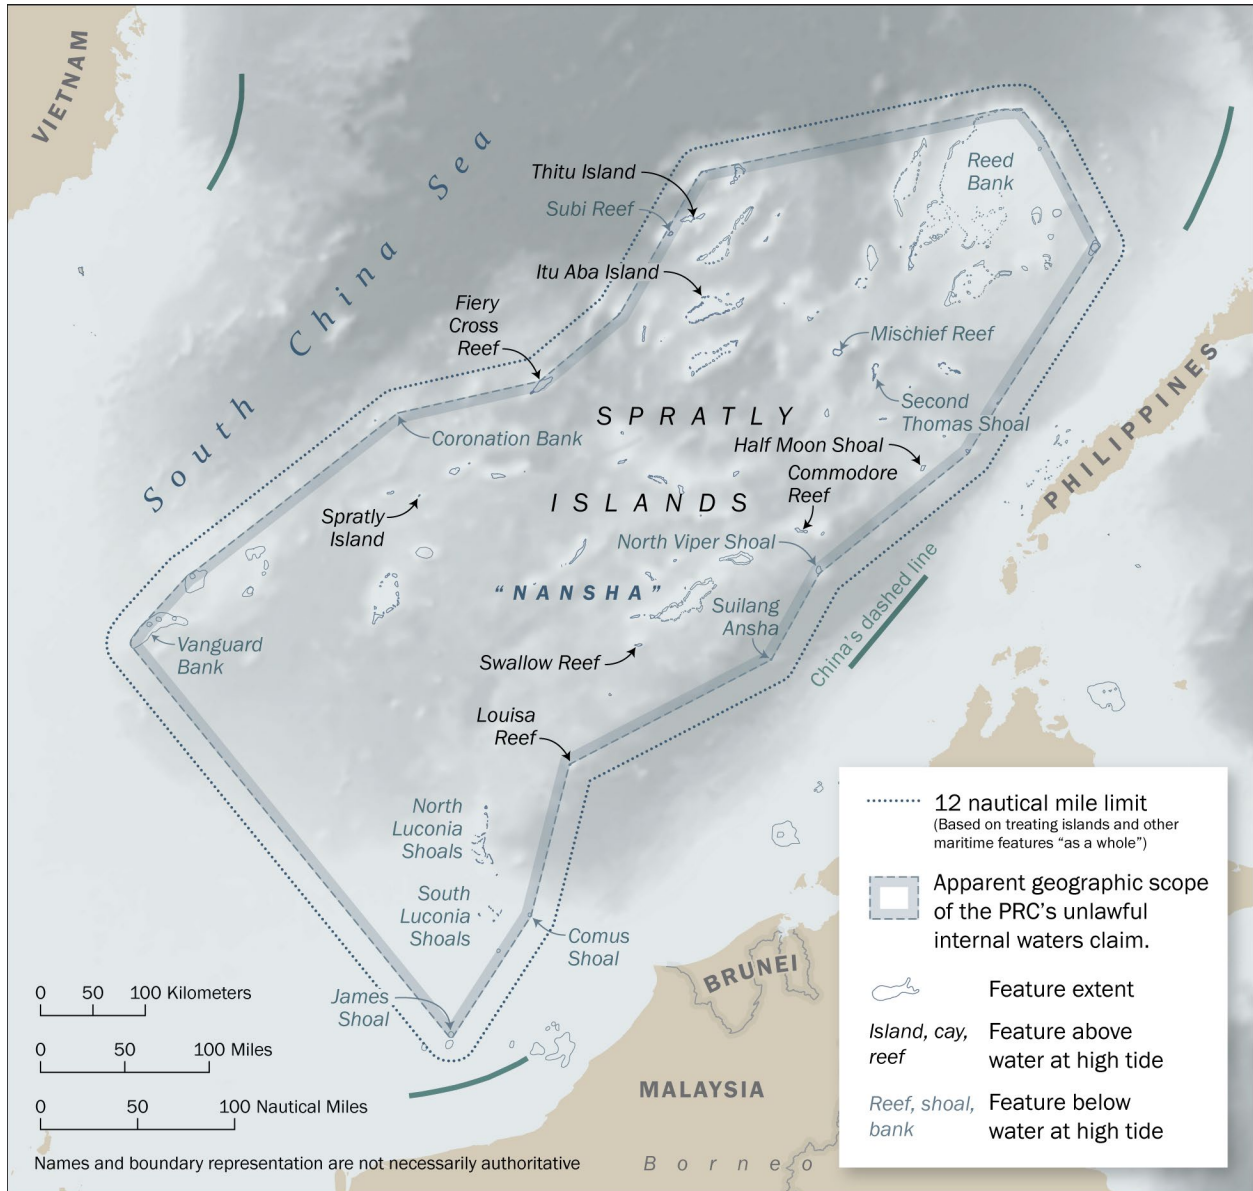 VIETNAM
South China Sea
Thitu Island
Subi Reef
Itu Aba Island
Fiery
Cross
Reef
Reed
Bank
Mischief Reef
Second
Thomas Shoal
Coronation Bank
SPRATLY
ISLANDS
Half Moon Shoal
Commodore
Reef
PHILIPPINES
Spratly
Island
North Viper Shoal
"NANSHA"
Suilang
Ansha
China's dashed line
Vanguard
Bank
Swallow Reef
Louisa
Reef
North
Luconia
Shoals
South
Luconia
Shoals
Comus
Shoal
James
Shoal
BRUNEI
MALAYSIA
Borneo
0 50 100 Kilometers
0 50 100 Miles
0 50 100 Nautical Miles
Names and boundary representation are not necessarily authoritative
12 nautical mile limit
(Based on treating islands and other
maritime features "as a whole")
Apparent geographic scope
of the PRC's unlawful
internal waters claim.
Feature extent
Island, cay,
reef
Feature above
water at high tide
Reef, shoal,
bank
Feature below
water at high tide